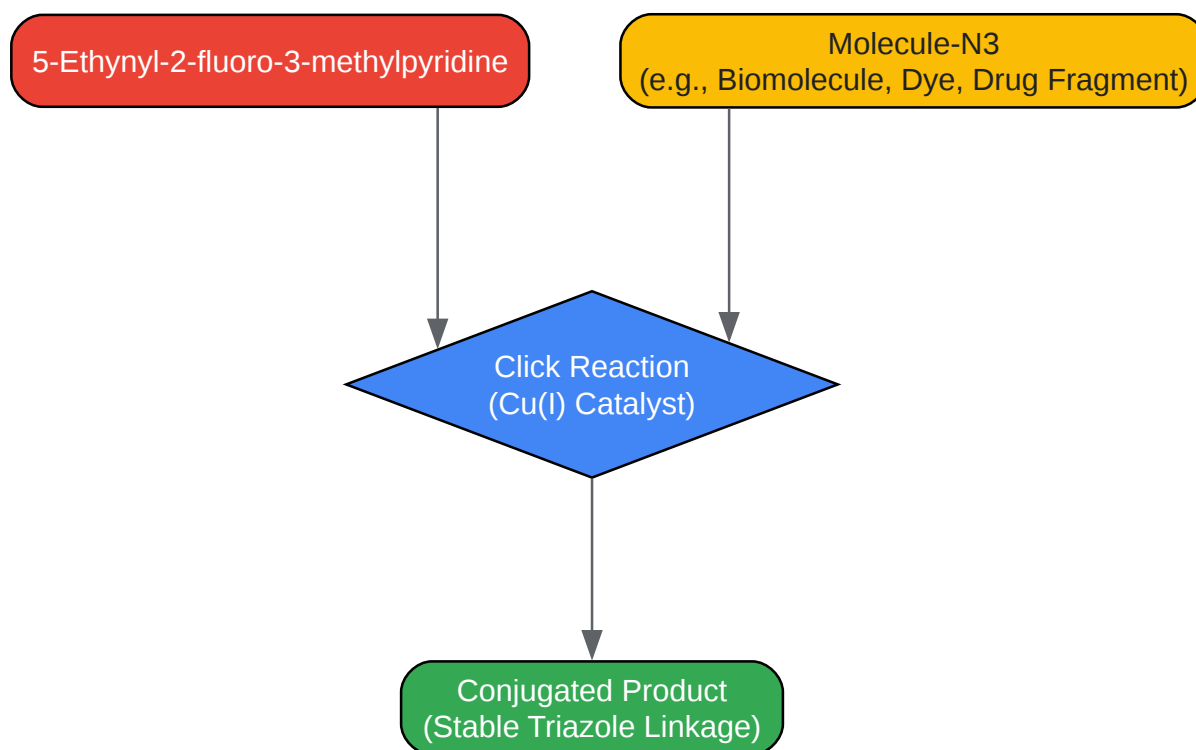 5-Ethynyl-2-fluoro-3-methylpyridine
Molecule-N3
(e.g., Biomolecule, Dye, Drug Fragment)
Click Reaction
(Cu(I) Catalyst)
Conjugated Product
(Stable Triazole Linkage)